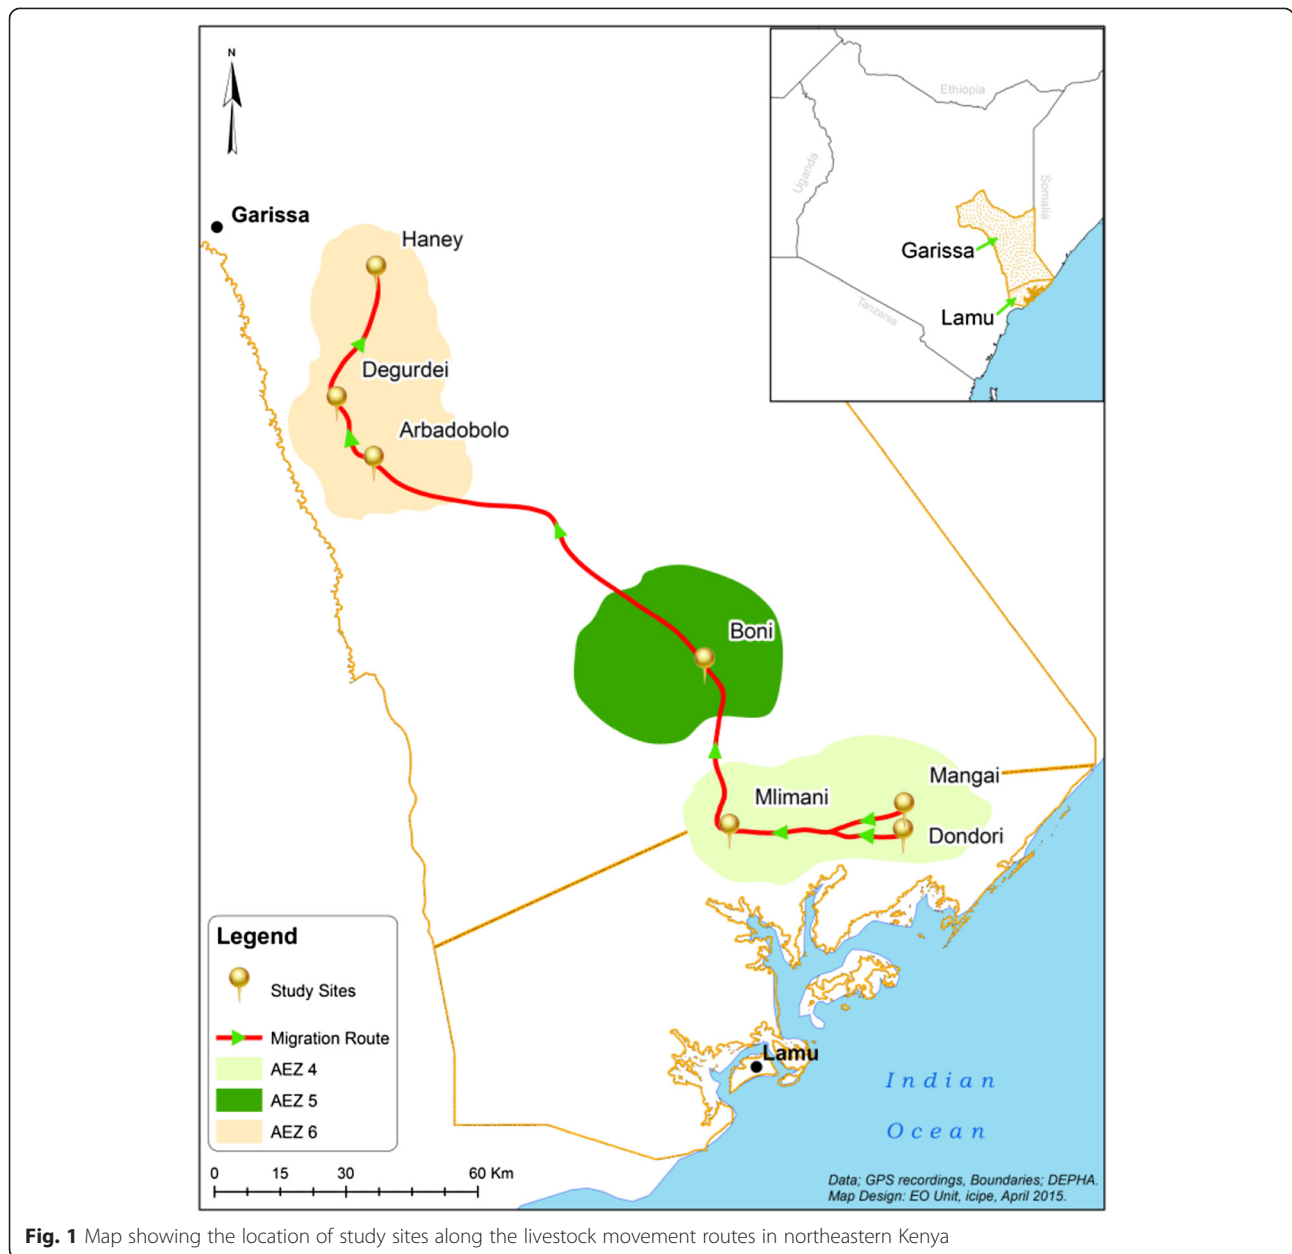 N
Garissa
Haney
Degurdei
Arbadobolo
Boni
Mlimani
Mangai
Dondori
Lamu
Indian
Ocean
Ethiopia
Uganda
Somalia
Garissa
Lamu
Tanzania
Legend
Study Sites
Migration Route
AEZ 4
AEZ 5
AEZ 6
0 15 30 60 Km
Data; GPS recordings, Boundaries; DEPHA.
Map Design: EO Unit, icipe, April 2015.
Fig. 1 Map showing the location of study sites along the livestock movement routes in northeastern Kenya